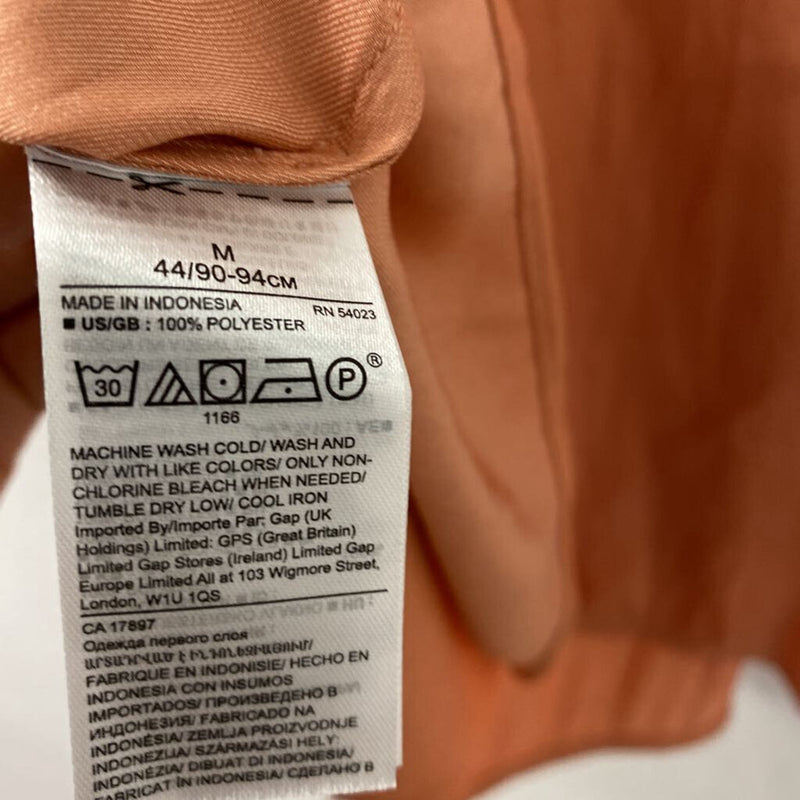 M
44/90-94CM
MADE IN INDONESIA RN 54023
■ US/GB : 100% POLYESTER
30 P ®
1166
MACHINE WASH COLD/ WASH AND
DRY WITH LIKE COLORS/ ONLY NON-
CHLORINE BLEACH WHEN NEEDED/
TUMBLE DRY LOW/ COOL IRON
Imported By/Importe Par: Gap (UK
Holdings) Limited: GPS (Great Britain)
Limited Gap Stores (Ireland) Limited Gap
Europe Limited All at 103 Wigmore Street,
London, W1U 1QS
CA 17897
Одежда первого слоя
ԱՐՏԱԴՐՎԱԾ Է ԻՆԴՈՆԵԶԻԱՅՈՒՄ/
FABRIQUE EN INDONISIE/ HECHO EN
INDONESIA CON INSUMOS
IMPORTADOS/ ПРОИЗВЕДЕНО В
ИНДОНЕЗИЯ/ FABRICADO NA
INDONÉSIA/ ZEMLJA PROIZVODNJE
INDONEZIJA/ SZÁRMAZÁSI HELY:
INDONÉZIA/ DIBUAT DI INDONESIA/
FABRICAT IN INDONEZIA/ СДЕЛАНО В